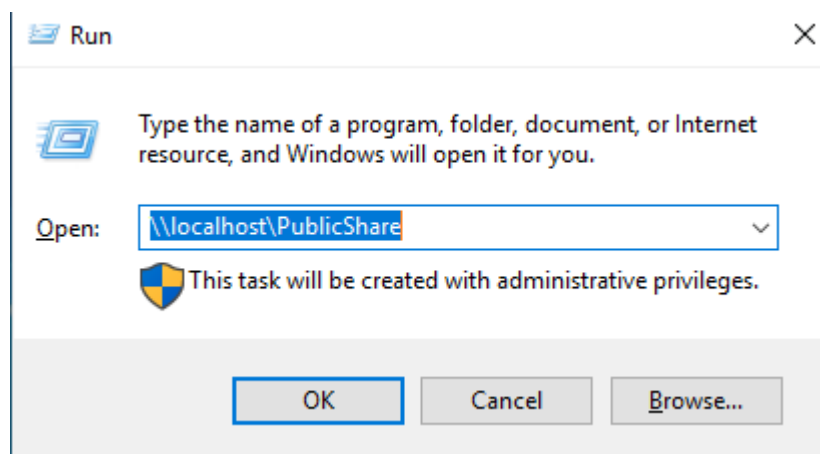 Run
Type the name of a program, folder, document, or Internet
resource, and Windows will open it for you.
Open: \\localhost\PublicShare
This task will be created with administrative privileges.
OK Cancel Browse...